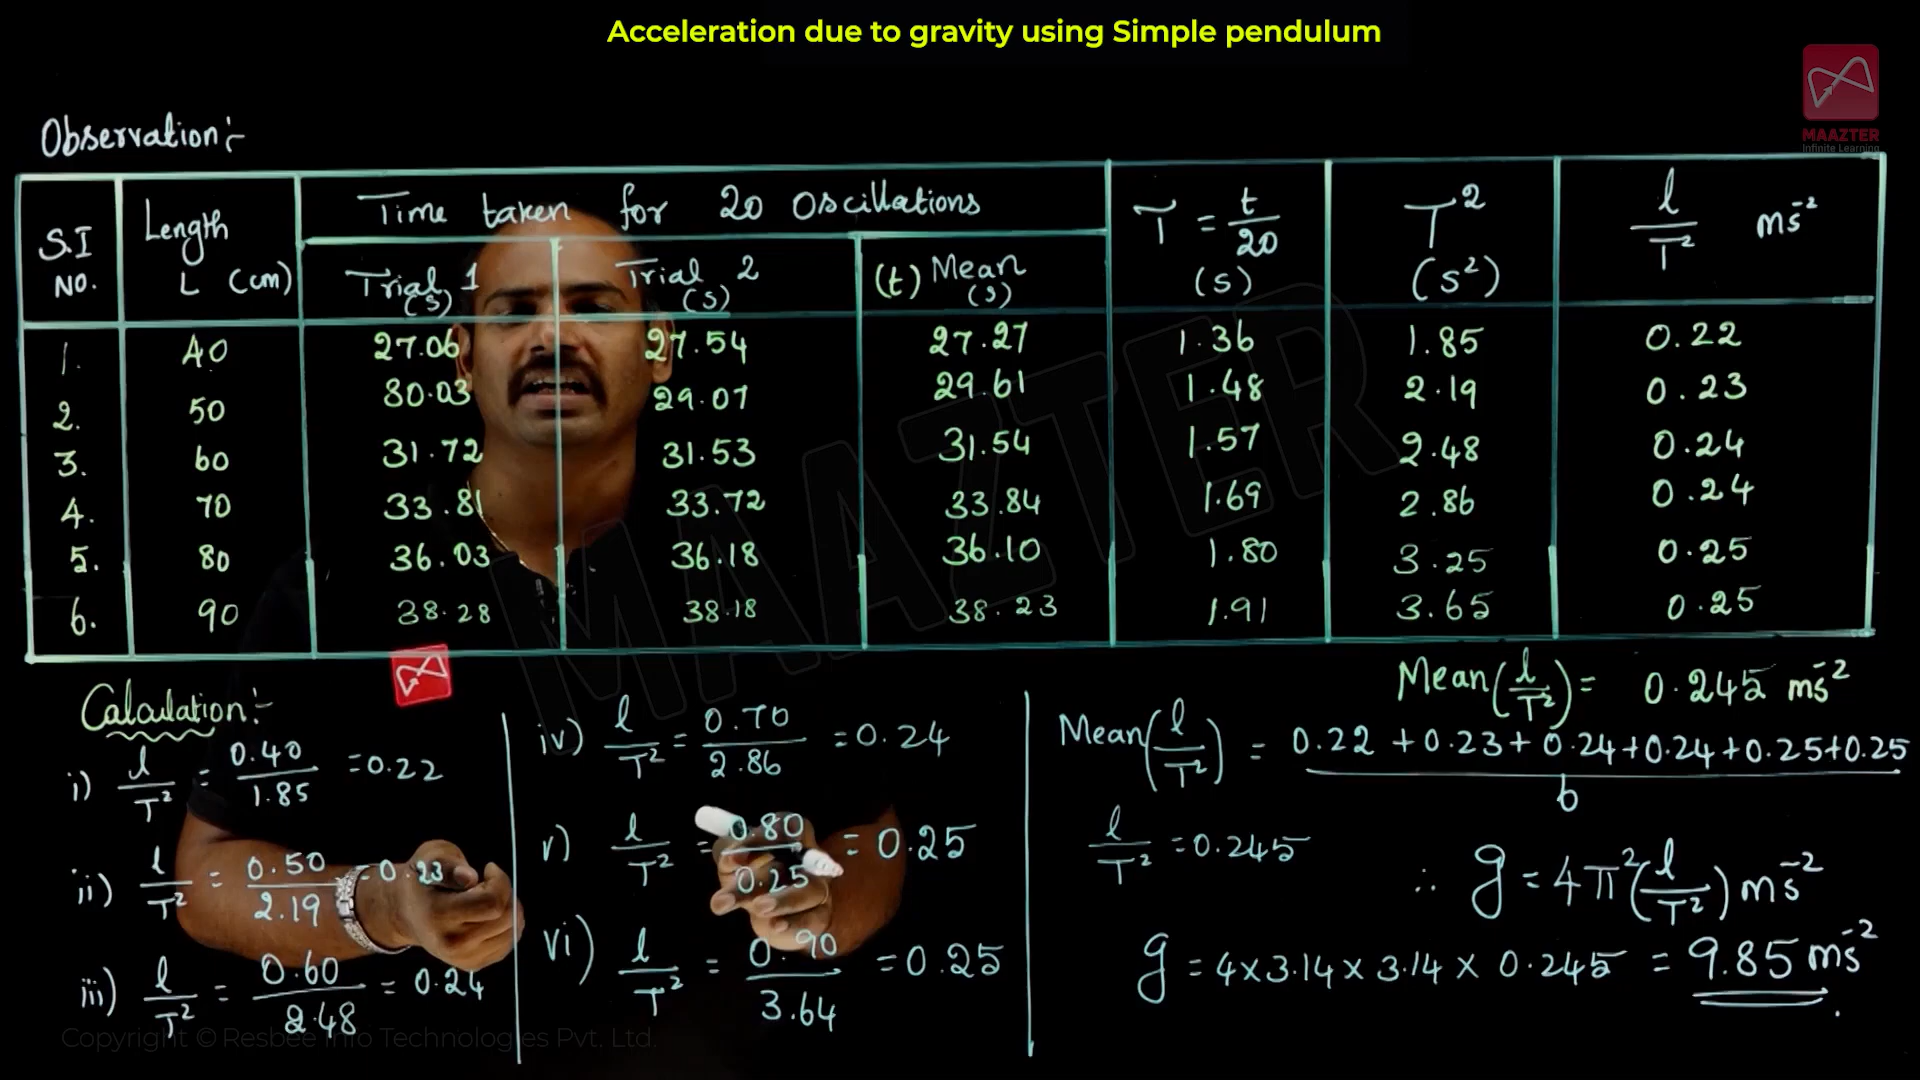 Acceleration due to gravity using Simple pendulum
MAAZTER
Infinite Learning
Observation:-
S.I NO. | Length L (cm) | Time taken for 20 Oscillations | T = t/20 (s) | T² (s²) | l/T² ms⁻²
Trial 1 (s) | Trial 2 (s) | (t) Mean (s)
1. | 40 | 27.06 | 27.54 | 27.27 | 1.36 | 1.85 | 0.22
2. | 50 | 80.03 | 29.07 | 29.61 | 1.48 | 2.19 | 0.23
3. | 60 | 31.72 | 31.53 | 31.54 | 1.57 | 2.48 | 0.24
4. | 70 | 33.81 | 33.72 | 33.84 | 1.69 | 2.86 | 0.24
5. | 80 | 36.03 | 36.18 | 36.10 | 1.80 | 3.25 | 0.25
6. | 90 | 38.28 | 38.18 | 38.23 | 1.91 | 3.65 | 0.25
MAAZTER
Mean (l/T²) = 0.245 ms⁻²
Calculation:-
i) l/T² = 0.40/1.85 = 0.22
ii) l/T² = 0.50/2.19 = 0.23
iii) l/T² = 0.60/2.48 = 0.24
iv) l/T² = 0.70/2.86 = 0.24
v) l/T² = 0.80/0.25 = 0.25
vi) l/T² = 0.90/3.64 = 0.25
Mean (l/T²) = 0.22 + 0.23 + 0.24 + 0.24 + 0.25 + 0.25 / 6
l/T² = 0.245
∴ g = 4π² (l/T²) ms⁻²
g = 4 × 3.14 × 3.14 × 0.245 = 9.85 ms⁻²
Copyright © Resbee Info Technologies Pvt. Ltd.